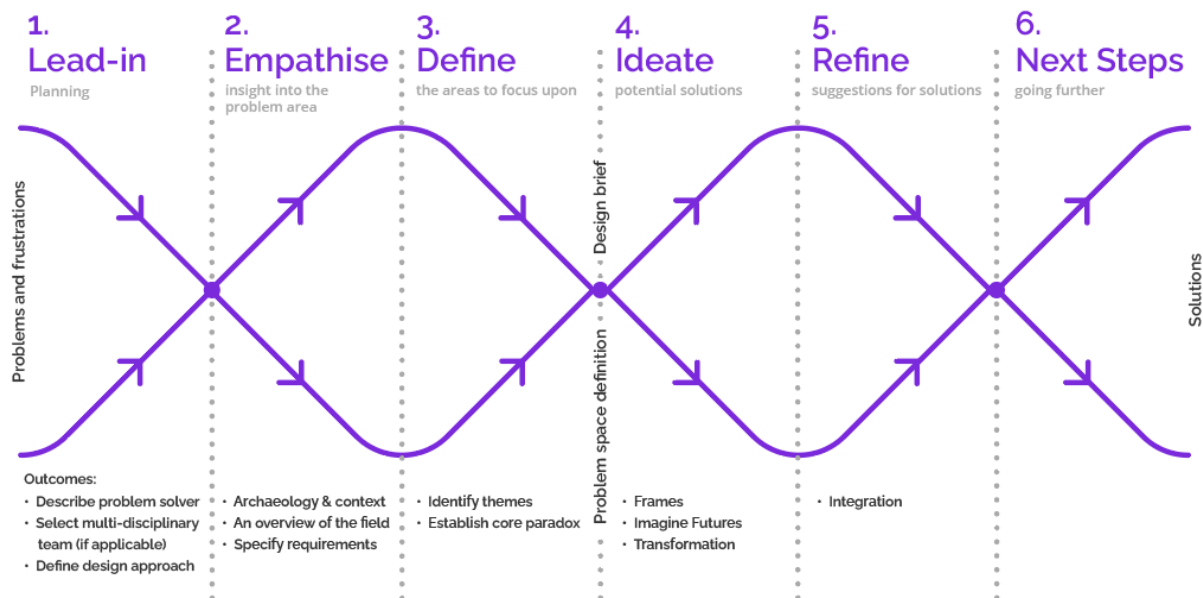 1.
Lead-in
Planning
2.
Empathise
insight into the
problem area
3.
Define
the areas to focus upon
4.
Ideate
potential solutions
5.
Refine
suggestions for solutions
6.
Next Steps
going further
Problems and frustrations
Design brief
Problem space definition
Solutions
Outcomes:
• Describe problem solver
• Select multi-disciplinary
team (if applicable)
• Define design approach
• Archaeology & context
• An overview of the field
• Specify requirements
• Identify themes
• Establish core paradox
• Frames
• Imagine Futures
• Transformation
• Integration